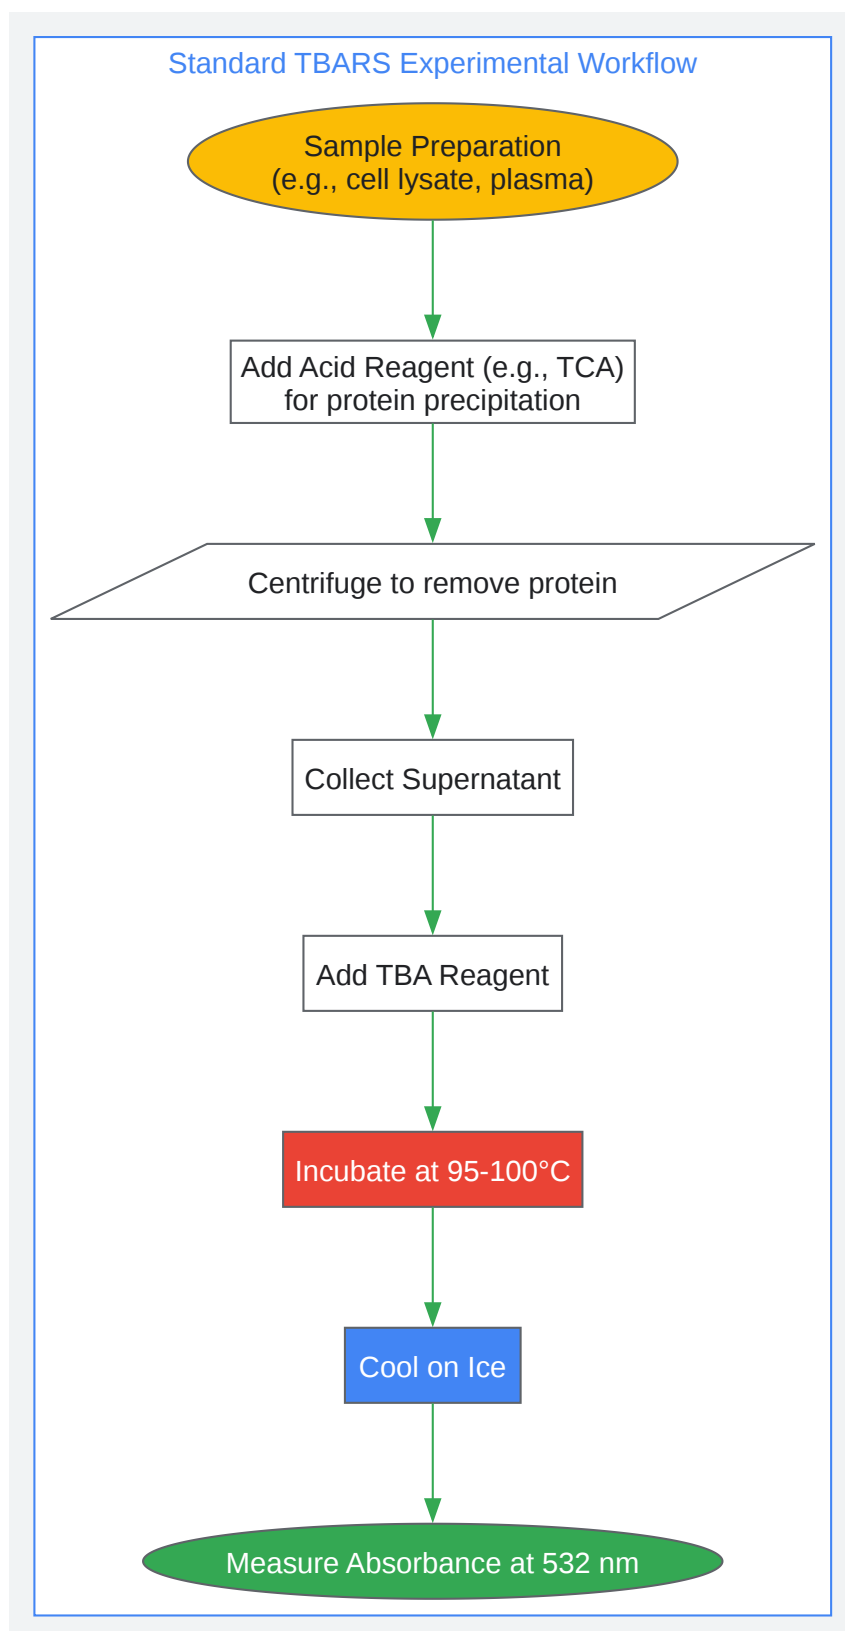 Standard TBARS Experimental Workflow
Sample Preparation
(e.g., cell lysate, plasma)
Add Acid Reagent (e.g., TCA)
for protein precipitation
Centrifuge to remove protein
Collect Supernatant
Add TBA Reagent
Incubate at 95-100°C
Cool on Ice
Measure Absorbance at 532 nm